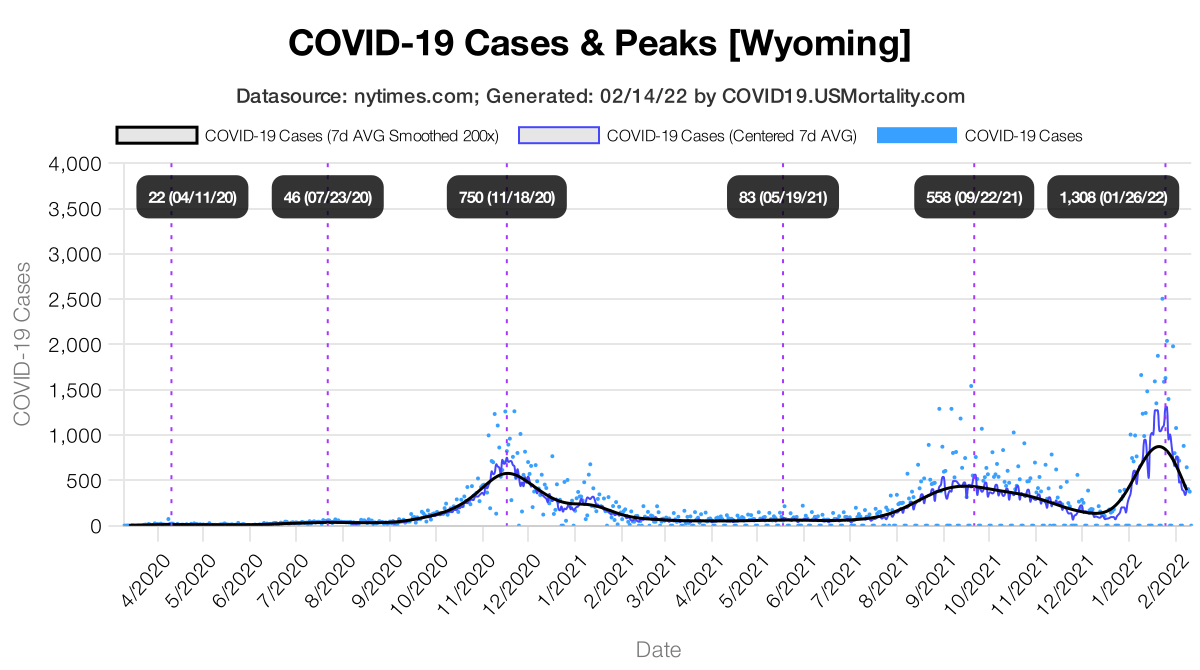 COVID-19 Cases & Peaks [Wyoming]
Datasource: nytimes.com; Generated: 02/14/22 by COVID19.USMortality.com
COVID-19 Cases (7d AVG Smoothed 200x) COVID-19 Cases (Centered 7d AVG) COVID-19 Cases
4,000
22 (04/11/20) 46 (07/23/20) 750 (11/18/20) 83 (05/19/21) 558 (09/22/21) 1,308 (01/26/22)
3,500
3,000
2,500
2,000
1,500
1,000
500
0
COVID-19 Cases
4/2020 5/2020 6/2020 7/2020 8/2020 9/2020 10/2020 11/2020 12/2020 1/2021 2/2021 3/2021 4/2021 5/2021 6/2021 7/2021 8/2021 9/2021 10/2021 11/2021 12/2021 1/2022 2/2022
Date